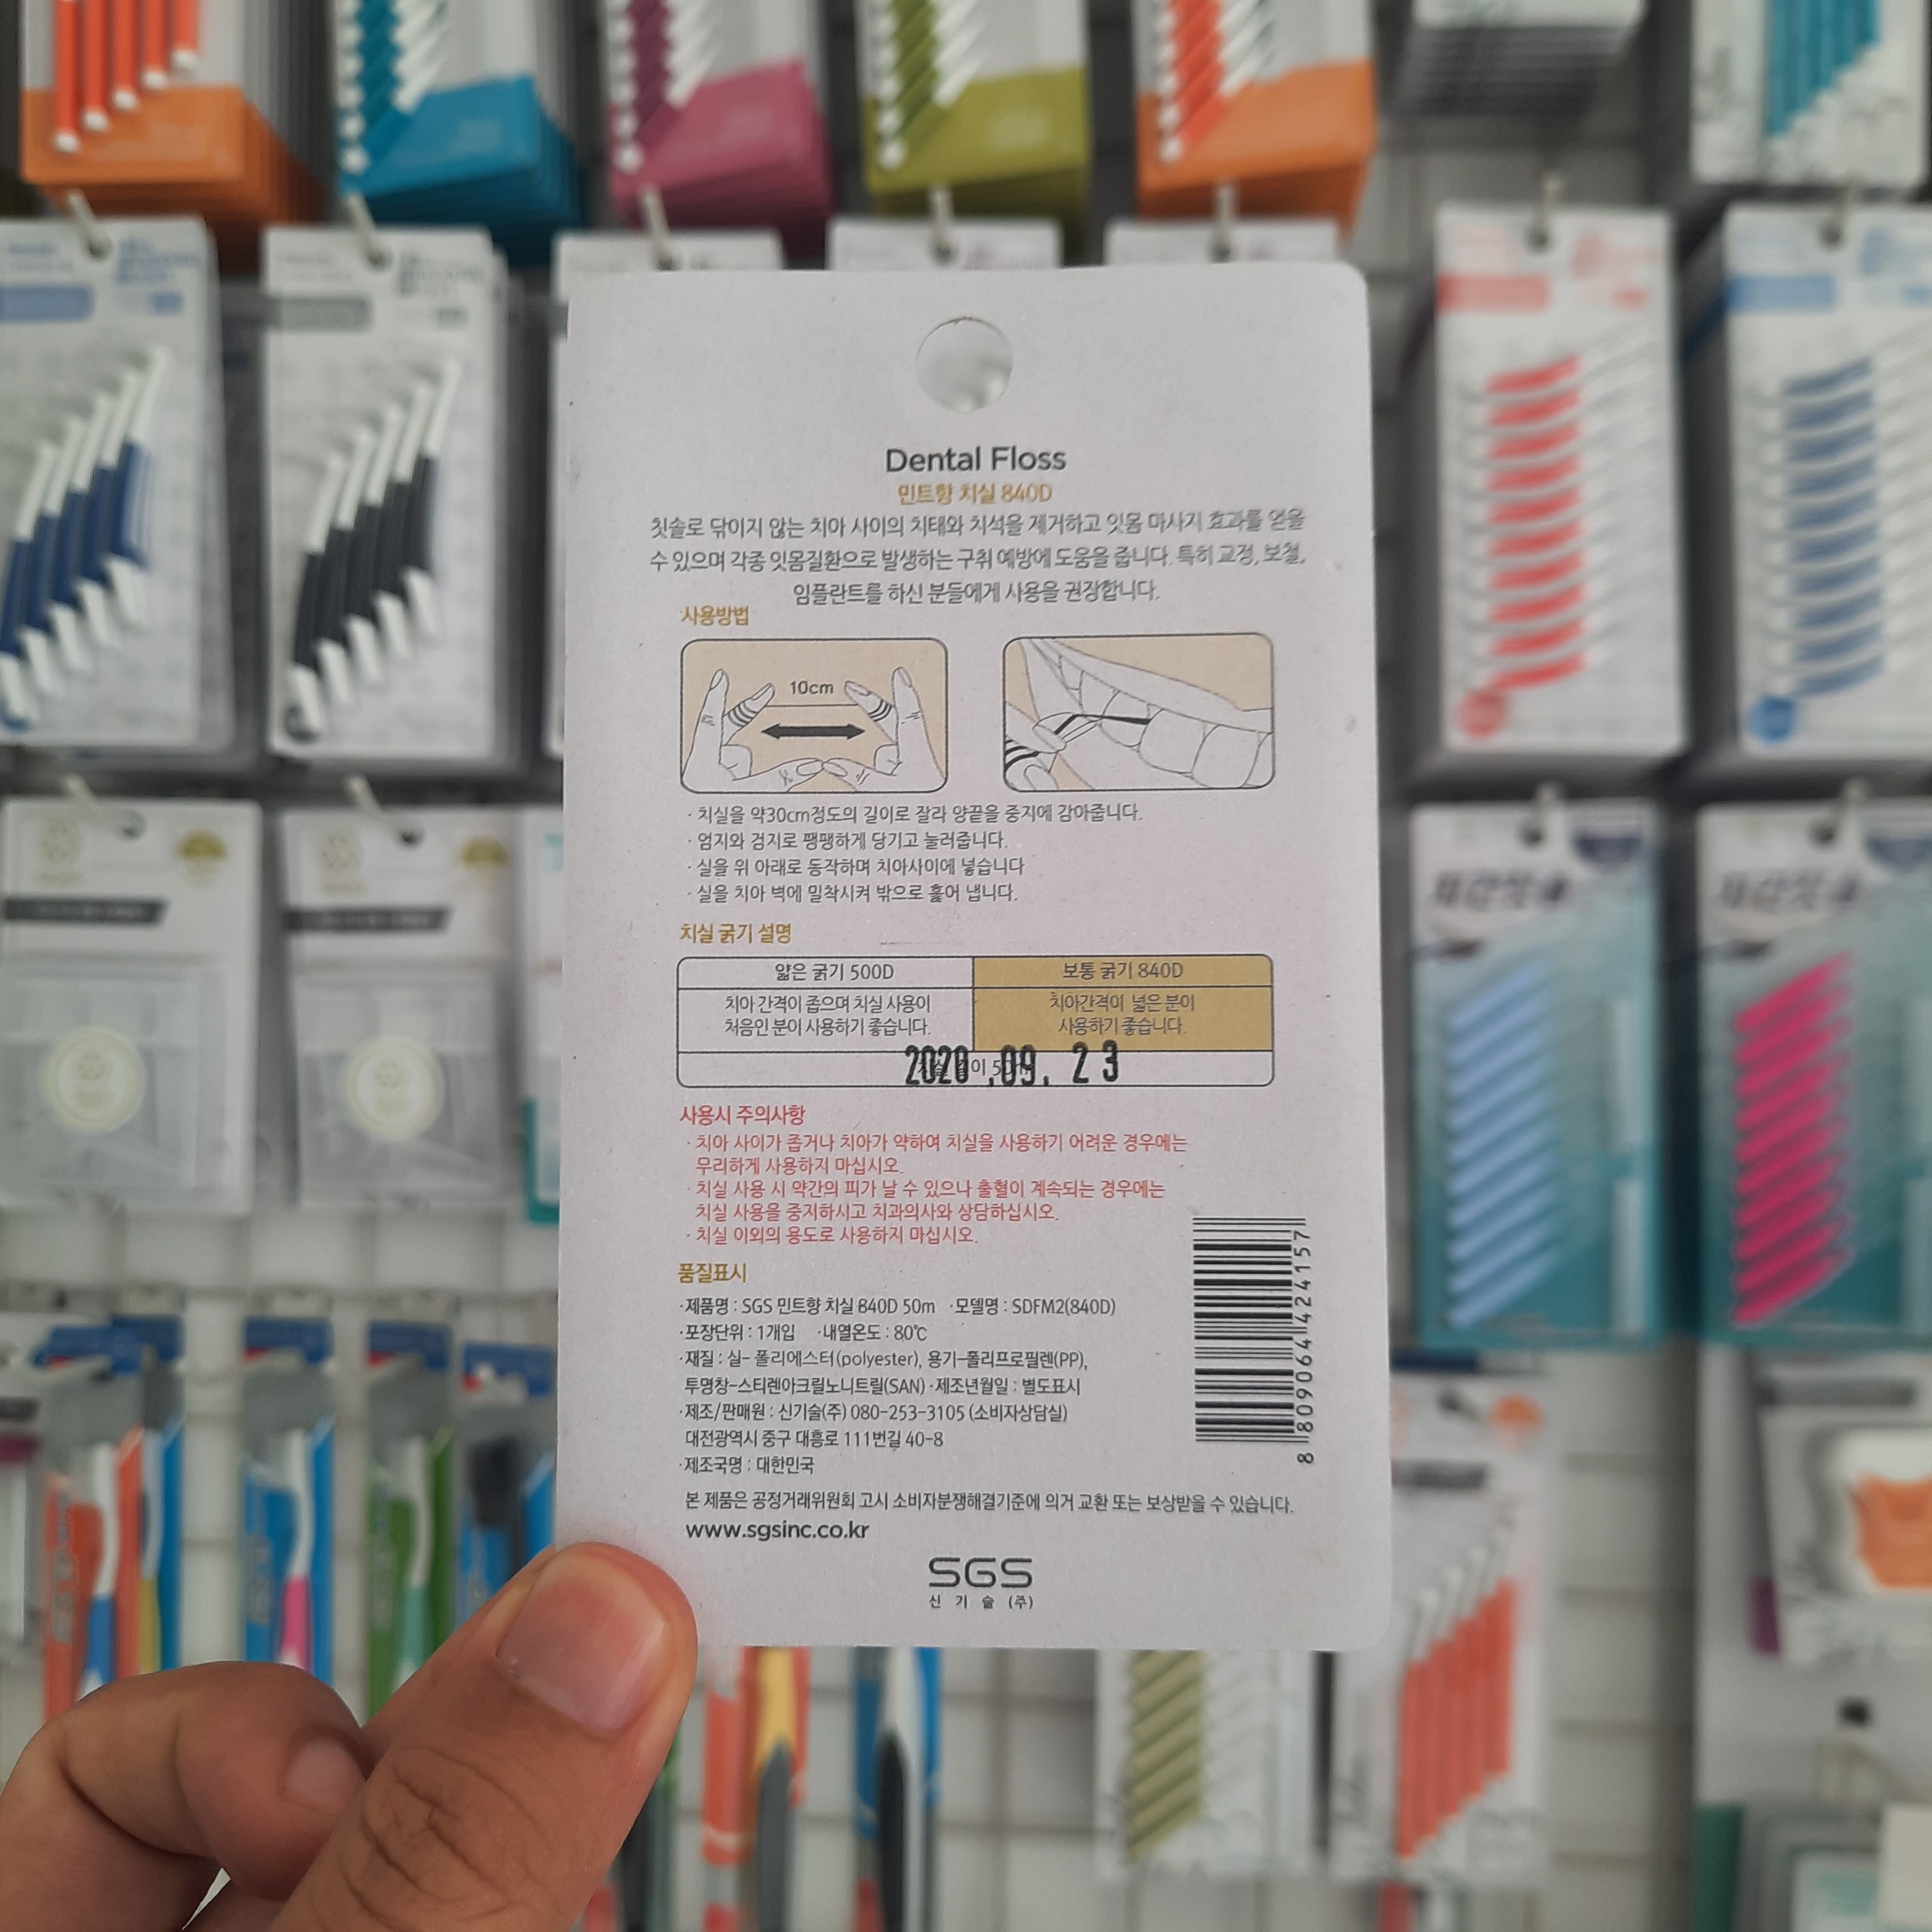 Dental Floss
민트향 치실 840D
칫솔로 닦이지 않는 치아 사이의 치태와 치석을 제거하고 잇몸 마사지 효과를 얻을
수 있으며 각종 잇몸질환으로 발생하는 구취 예방에 도움을 줍니다. 특히 교정, 보철,
임플란트를 하신 분들에게 사용을 권장합니다.
사용방법
10cm
· 치실을 약30cm정도의 길이로 잘라 양끝을 중지에 감아줍니다.
· 엄지와 검지로 팽팽하게 당기고 눌러줍니다.
· 실을 위 아래로 동작하며 치아사이에 넣습니다
· 실을 치아 벽에 밀착시켜 밖으로 훑어 냅니다.
치실 굵기 설명
얇은 굵기 500D
보통 굵기 840D
치아 간격이 좁으며 치실 사용이
처음인 분이 사용하기 좋습니다.
치아간격이 넓은 분이
사용하기 좋습니다.
2020 .09. 23
사용시 주의사항
· 치아 사이가 좁거나 치아가 약하여 치실을 사용하기 어려운 경우에는
무리하게 사용하지 마십시오.
· 치실 사용 시 약간의 피가 날 수 있으나 출혈이 계속되는 경우에는
치실 사용을 중지하시고 치과의사와 상담하십시오.
· 치실 이외의 용도로 사용하지 마십시오.
품질표시
·제품명 : SGS 민트향 치실 840D 50m ·모델명 : SDFM2(840D)
·포장단위 : 1개입 ·내열온도 : 80℃
·재질 : 실- 폴리에스터(polyester), 용기-폴리프로필렌(PP),
투명창-스티렌아크릴노니트릴(SAN) ·제조년월일 : 별도표시
·제조/판매원 : 신기술(주) 080-253-3105 (소비자상담실)
대전광역시 중구 대흥로 111번길 40-8
·제조국명 : 대한민국
본 제품은 공정거래위원회 고시 소비자분쟁해결기준에 의거 교환 또는 보상받을 수 있습니다.
www.sgsinc.co.kr
SGS
신 기 술 (주)
8 809064 424157